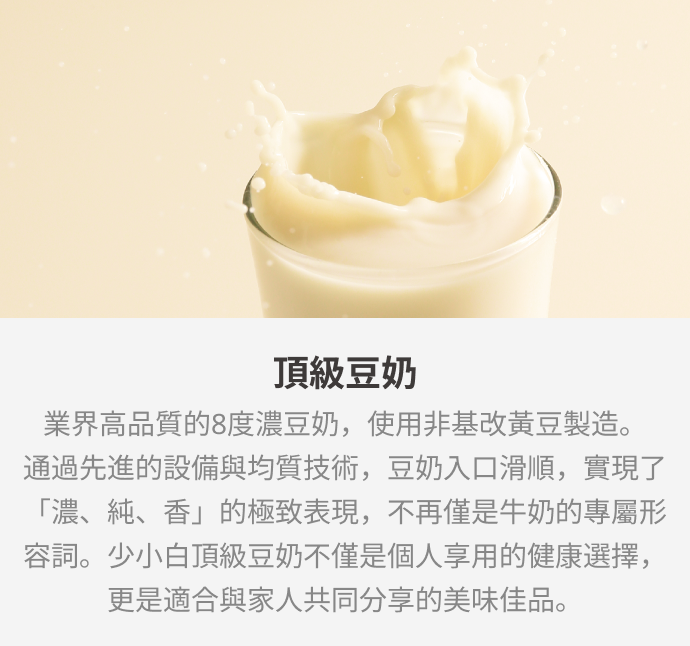 頂級豆奶
業界高品質的8度濃豆奶，使用非基改黃豆製造。
通過先進的設備與均質技術，豆奶入口滑順，實現了
「濃、純、香」的極致表現，不再僅是牛奶的專屬形
容詞。少小白頂級豆奶不僅是個人享用的健康選擇，
更是適合與家人共同分享的美味佳品。